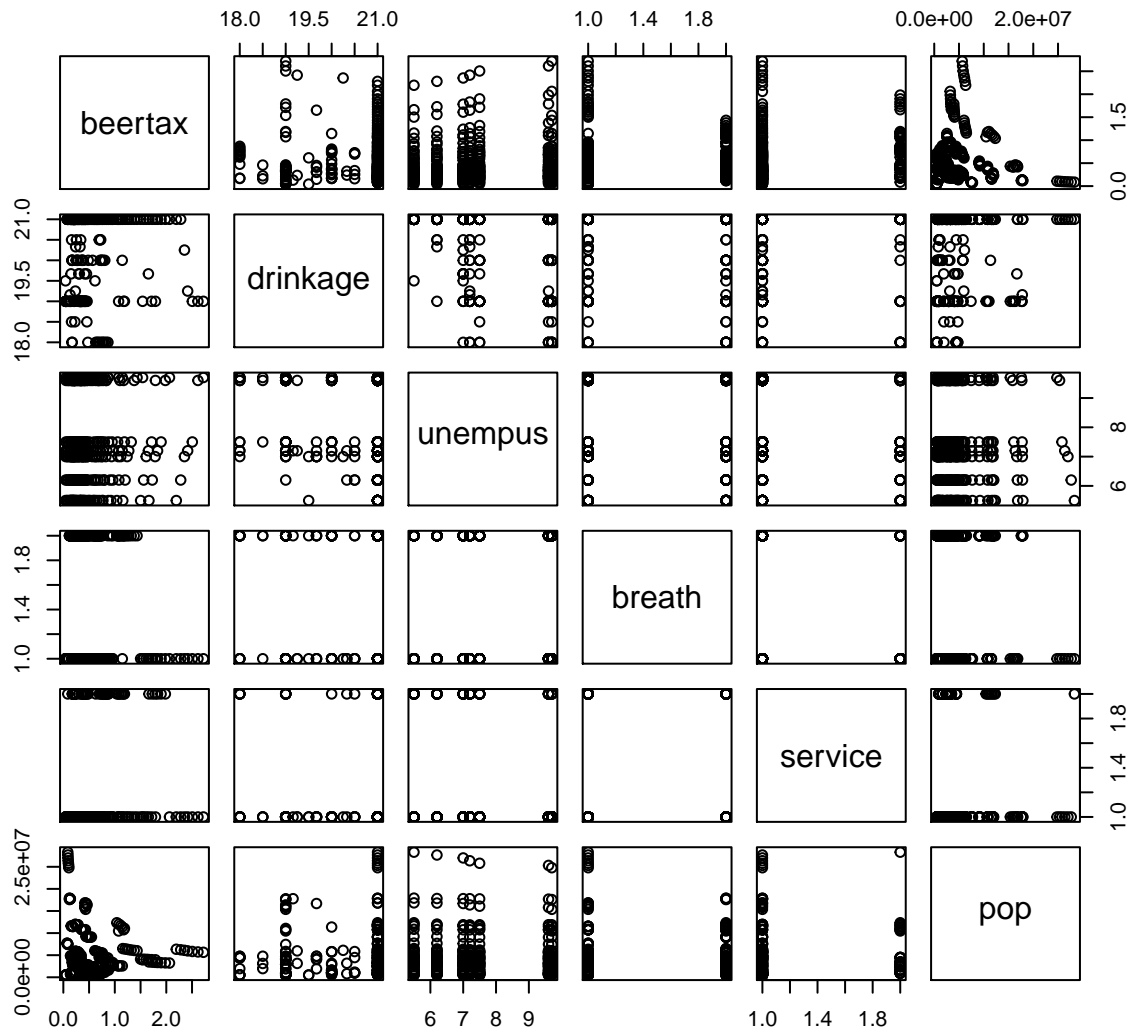 18.0 19.5 21.0 1.0 1.4 1.8 0.0e+00 2.0e+07
beertax 0.0 1.5
18.0 19.5 21.0 drinkage
unempus 6 8
1.0 1.4 1.8 breath
service 1.0 1.4 1.8
0.0e+00 2.5e+07 pop
0.0 1.0 2.0 6 7 8 9 1.0 1.4 1.8